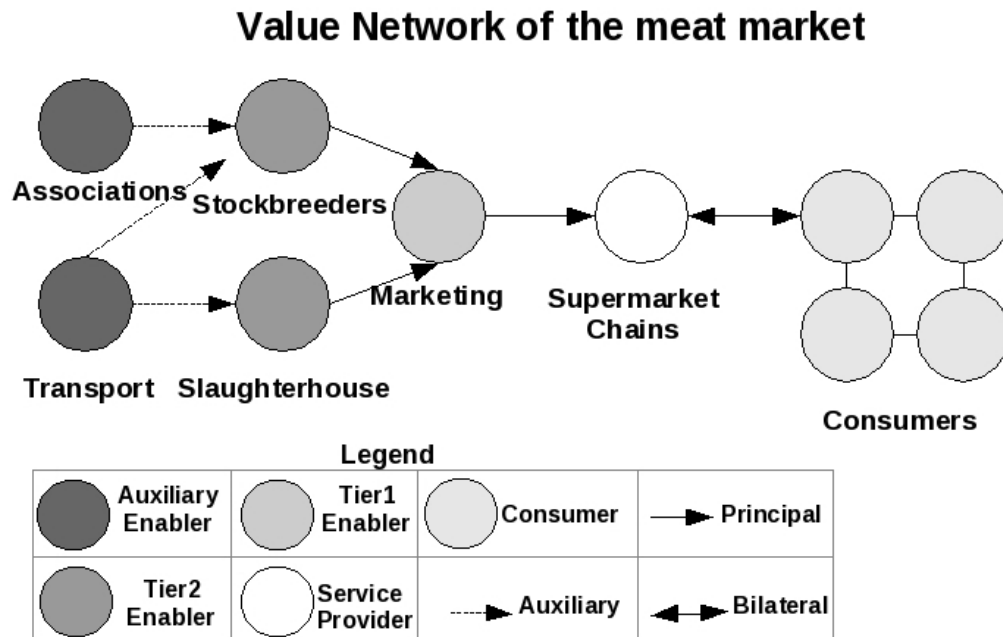 Value Network of the meat market
Associations
Stockbreeders
Marketing
Supermarket
Chains
Transport
Slaughterhouse
Consumers
Legend
Auxiliary
Enabler
Tier1
Enabler
Consumer
Principal
Tier2
Enabler
Service
Provider
Auxiliary
Bilateral